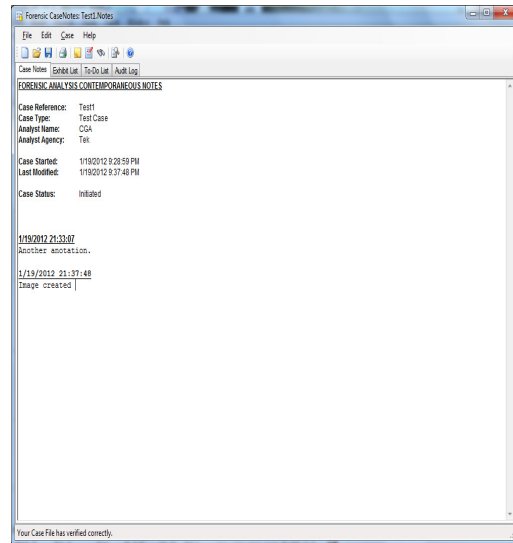 Forensic CaseNotes: Test1.Notes
File Edit Case Help
Case Notes Exhibit List To-Do List Audit Log
FORENSIC ANALYSIS CONTEMPORANEOUS NOTES
Case Reference: Test1
Case Type: Test Case
Analyst Name: CGA
Analyst Agency: Tek
Case Started: 1/19/2012 9:28:59 PM
Last Modified: 1/19/2012 9:37:48 PM
Case Status: Initiated
1/19/2012 21:33:07
Another anotation.
1/19/2012 21:37:48
Image created
Your Case File has verified correctly.